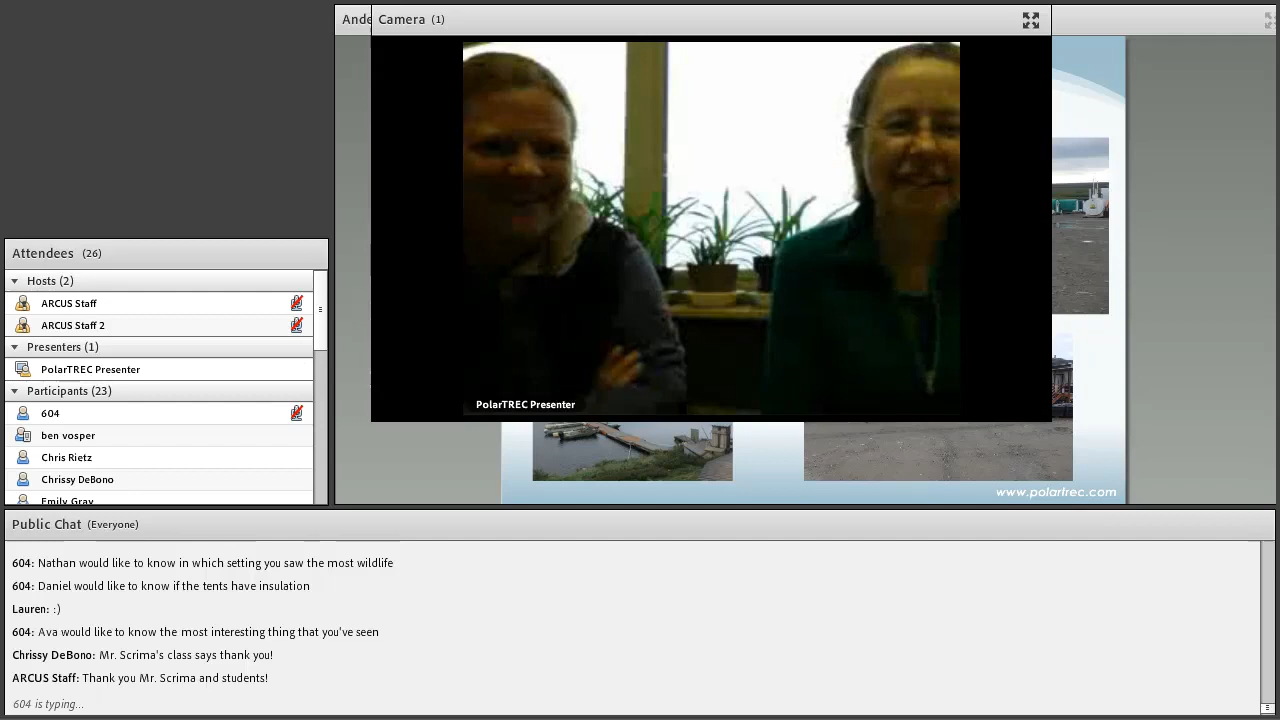 Ande
Camera (1)
PolarTREC Presenter
www.polartrec.com
Attendees (26)
Hosts (2)
ARCUS Staff
ARCUS Staff 2
Presenters (1)
PolarTREC Presenter
Participants (23)
604
ben vosper
Chris Rietz
Chrissy DeBono
Emily Gray
Public Chat (Everyone)
604: Nathan would like to know in which setting you saw the most wildlife
604: Daniel would like to know if the tents have insulation
Lauren: :)
604: Ava would like to know the most interesting thing that you've seen
Chrissy DeBono: Mr. Scrima's class says thank you!
ARCUS Staff: Thank you Mr. Scrima and students!
604 is typing...